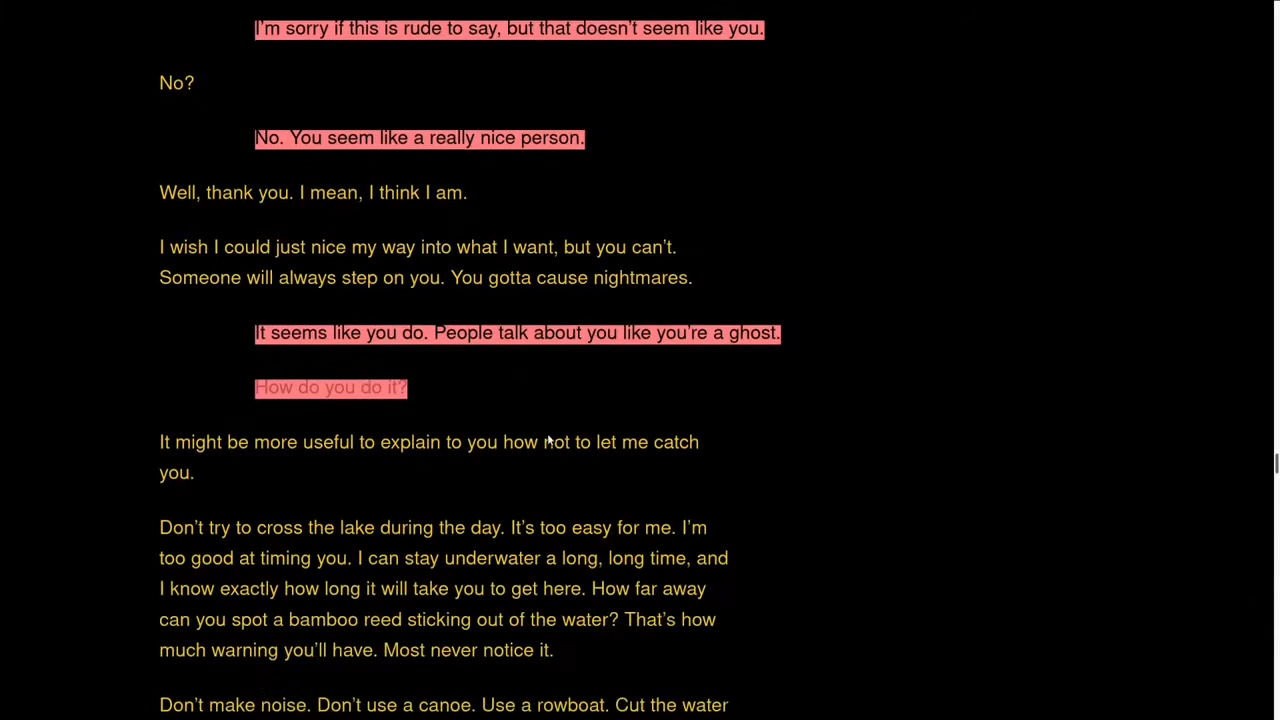 I'm sorry if this is rude to say, but that doesn't seem like you.
No?
No. You seem like a really nice person.
Well, thank you. I mean, I think I am.
I wish I could just nice my way into what I want, but you can't.
Someone will always step on you. You gotta cause nightmares.
It seems like you do. People talk about you like you're a ghost.
How do you do it?
It might be more useful to explain to you how not to let me catch
you.
Don't try to cross the lake during the day. It's too easy for me. I'm
too good at timing you. I can stay underwater a long, long time, and
I know exactly how long it will take you to get here. How far away
can you spot a bamboo reed sticking out of the water? That's how
much warning you'll have. Most never notice it.
Don't make noise. Don't use a canoe. Use a rowboat. Cut the water